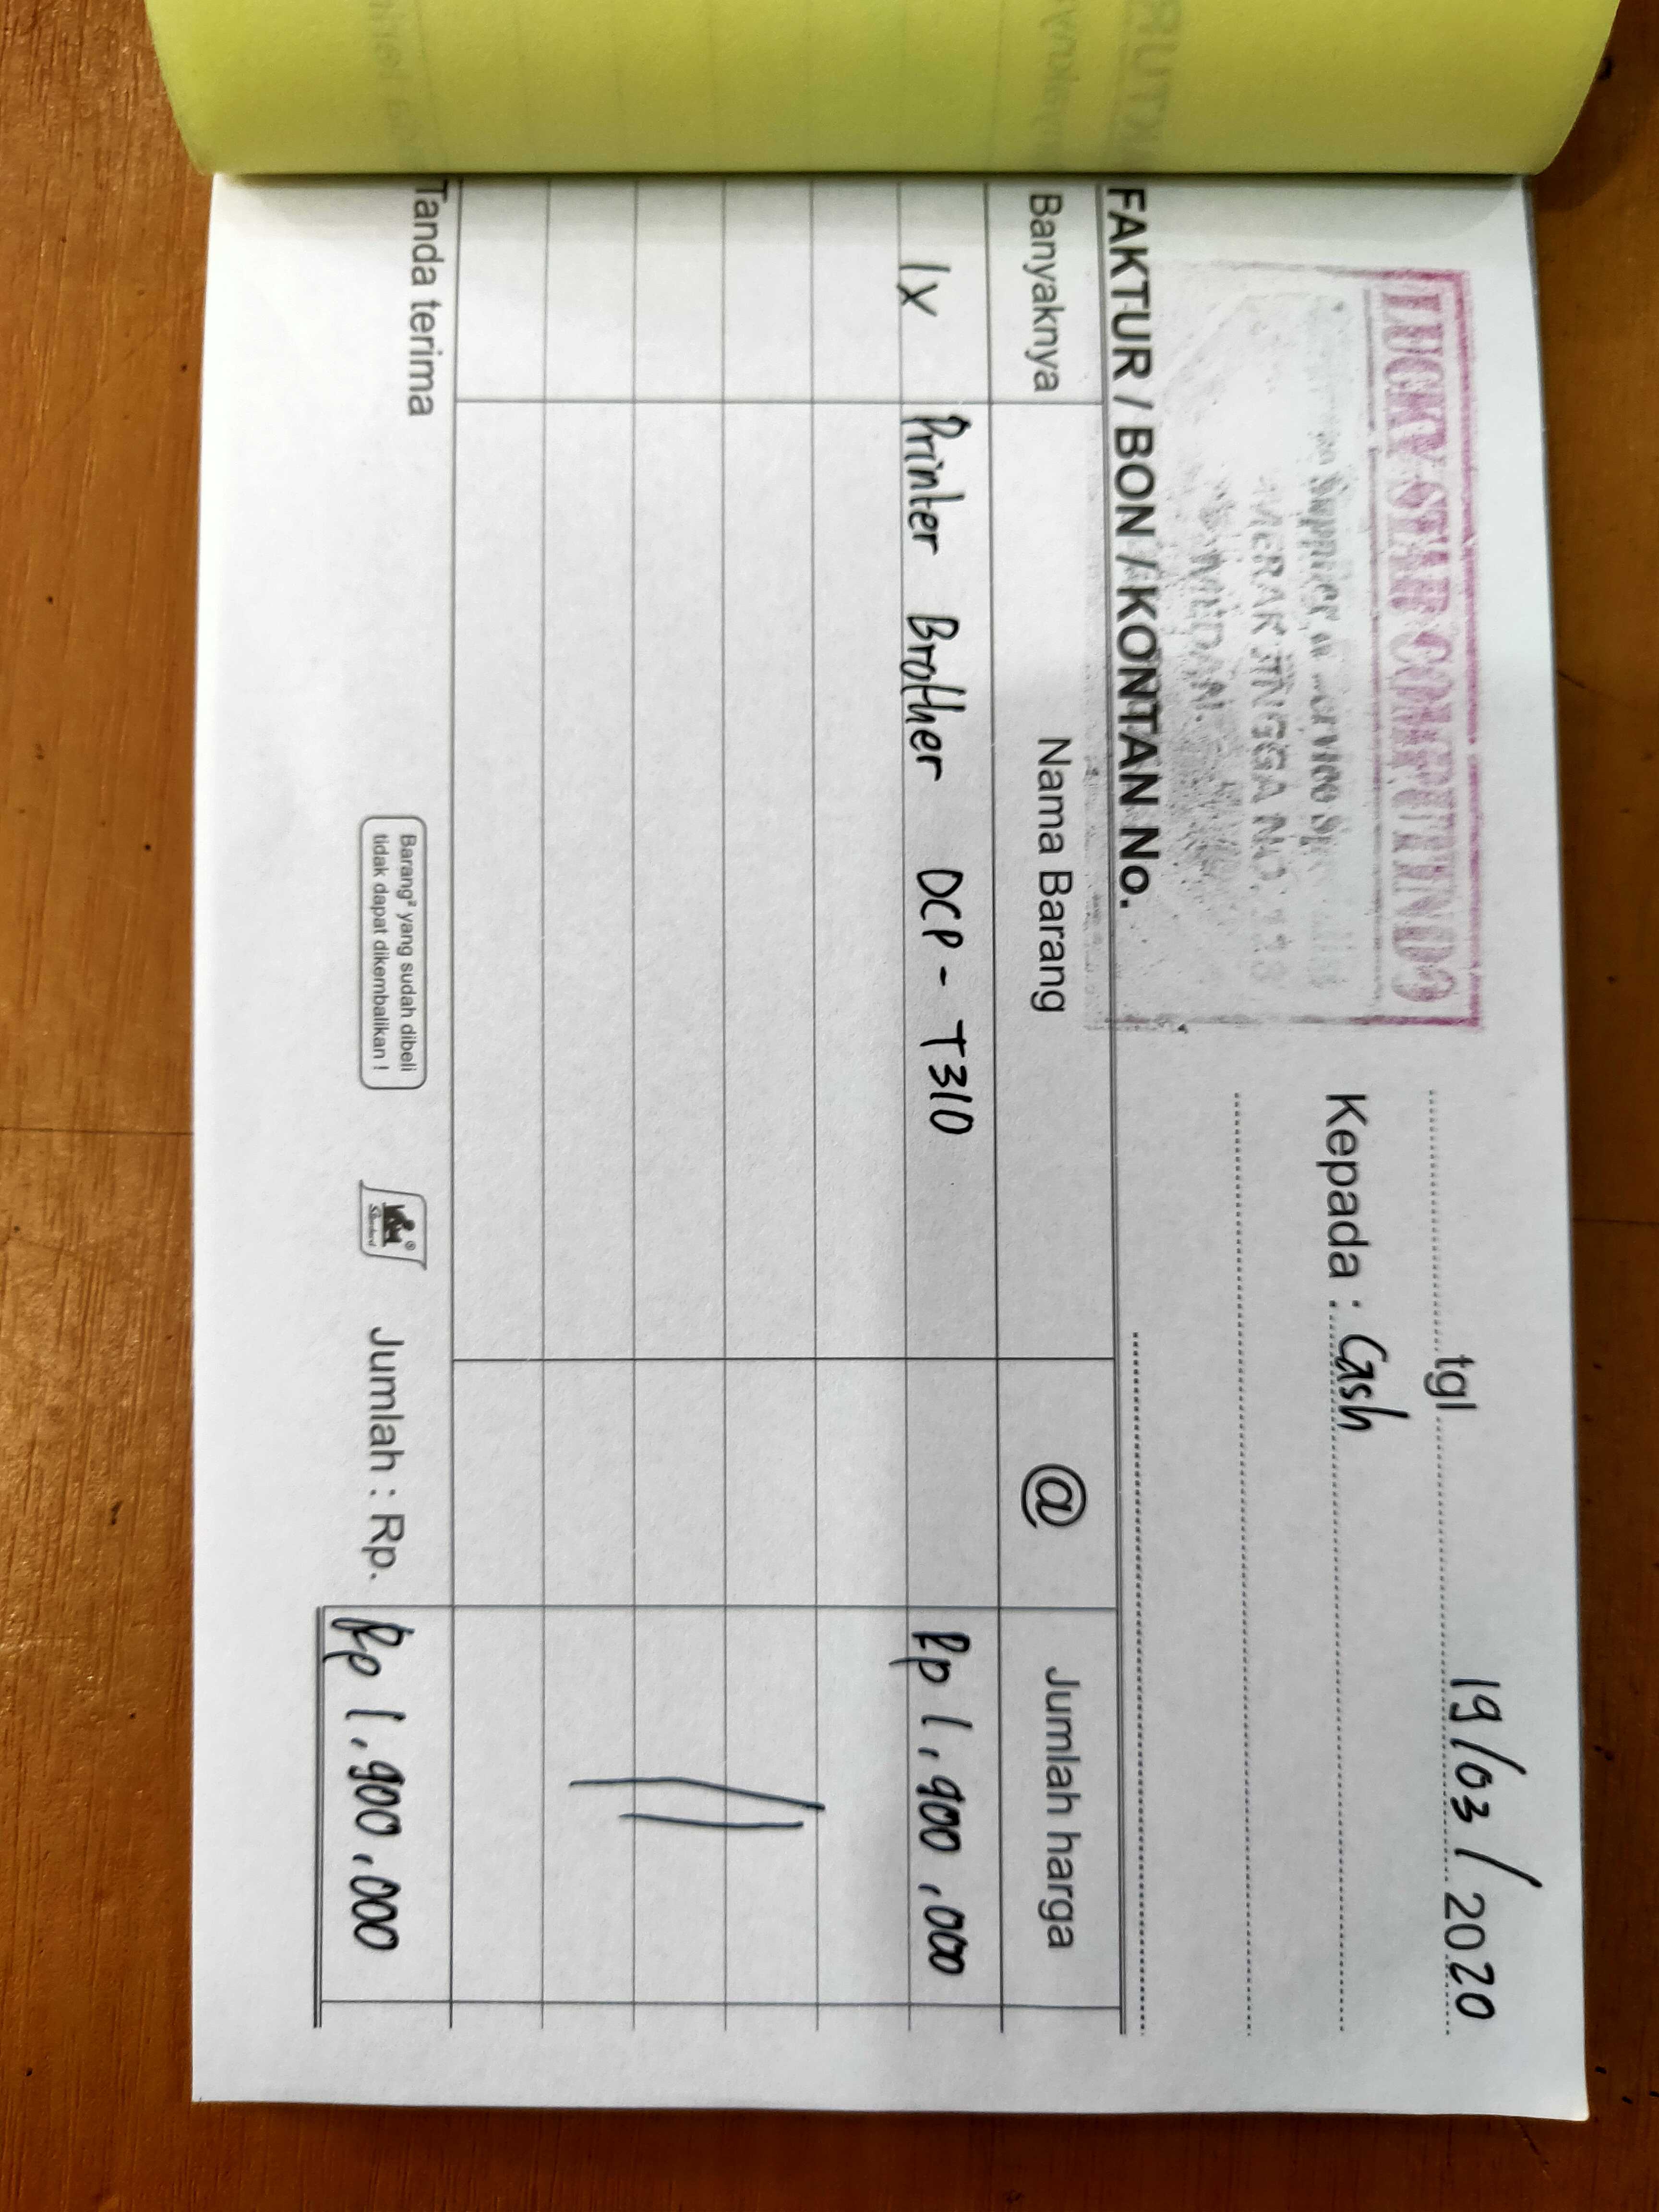 LUCKY STAR COMPUTINDO
Supplier
MERAK JINGGA NO.
MEDAN.
tgl 19/03/2020
Kepada : Cash
FAKTUR / BON / KONTAN No.
Banyaknya Nama Barang @ Jumlah harga
1x Printer Brother DCP - T310 Rp 1.900.000
Tanda terima
Barang² yang sudah dibeli
tidak dapat dikembalikan !
Jumlah : Rp. Rp 1.900.000